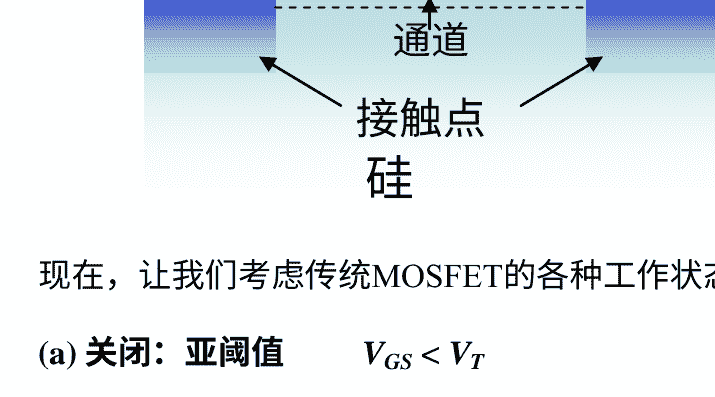 通道
接触点
硅
现在，让我们考虑传统MOSFET的各种工作状态
(a) 关闭：亚阈值 V_GS < V_T